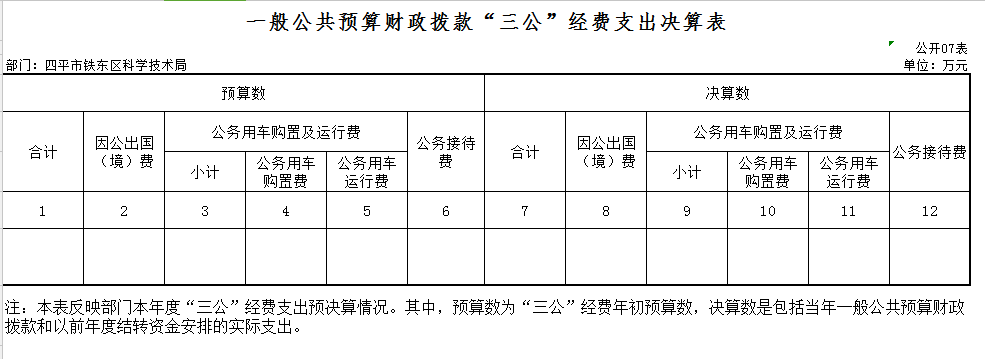 一般公共预算财政拨款“三公”经费支出决算表
公开07表
部门：四平市铁东区科学技术局
单位：万元
预算数
决算数
合计
因公出国
（境）费
公务用车购置及运行费
公务接待
费
合计
因公出国
（境）费
公务用车购置及运行费
公务接待费
小计
公务用车
购置费
公务用车
运行费
小计
公务用车
购置费
公务用车
运行费
1 2 3 4 5 6 7 8 9 10 11 12
注：本表反映部门本年度“三公”经费支出预决算情况。其中，预算数为“三公”经费年初预算数，决算数是包括当年一般公共预算财政
拨款和以前年度结转资金安排的实际支出。